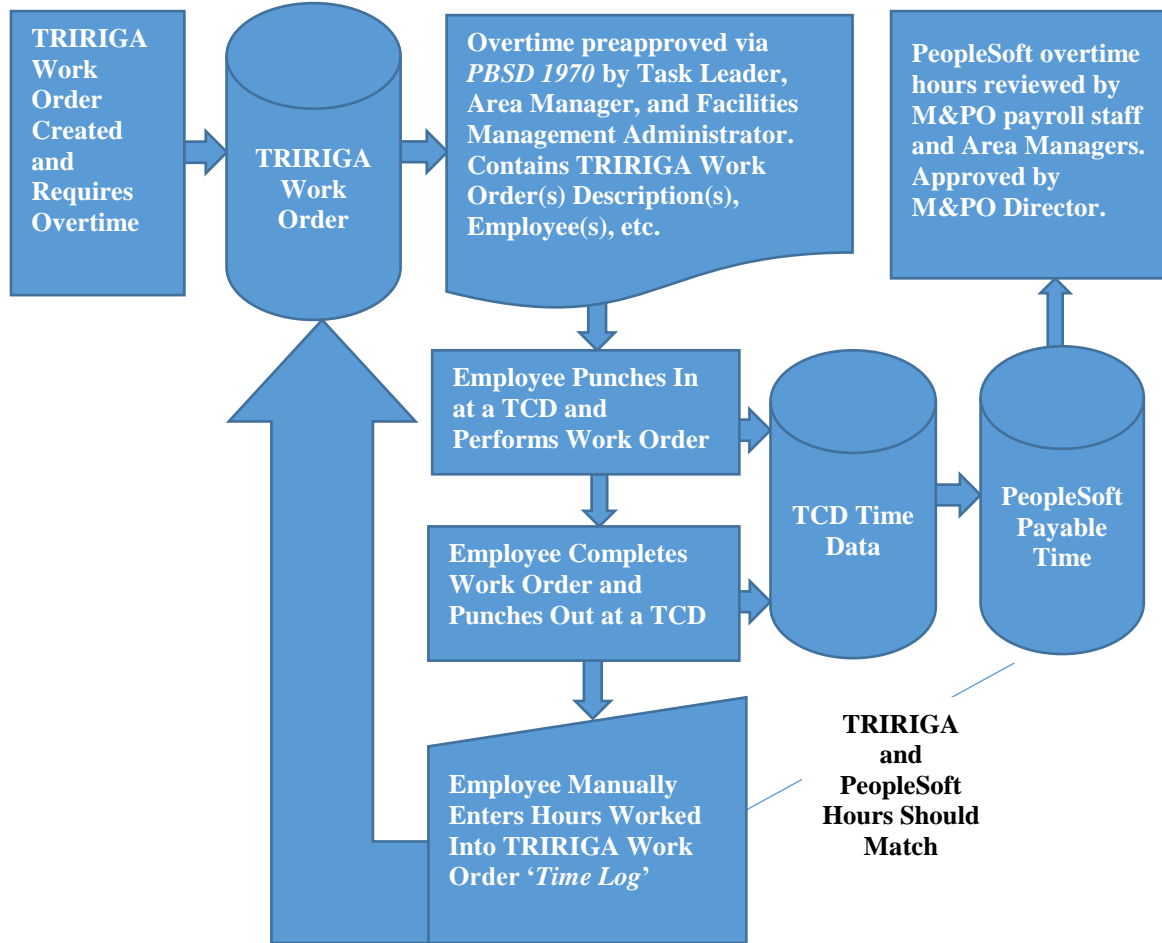 TRIRIGA
Work
Order
Created
and
Requires
Overtime
TRIRIGA
Work
Order
Overtime preapproved via
PBSD 1970 by Task Leader,
Area Manager, and Facilities
Management Administrator.
Contains TRIRIGA Work
Order(s) Description(s),
Employee(s), etc.
PeopleSoft overtime
hours reviewed by
M&PO payroll staff
and Area Managers.
Approved by
M&PO Director.
Employee Punches In
at a TCD and
Performs Work Order
Employee Completes
Work Order and
Punches Out at a TCD
TCD Time
Data
PeopleSoft
Payable
Time
Employee Manually
Enters Hours Worked
Into TRIRIGA Work
Order ‘Time Log’
TRIRIGA
and
PeopleSoft
Hours Should
Match